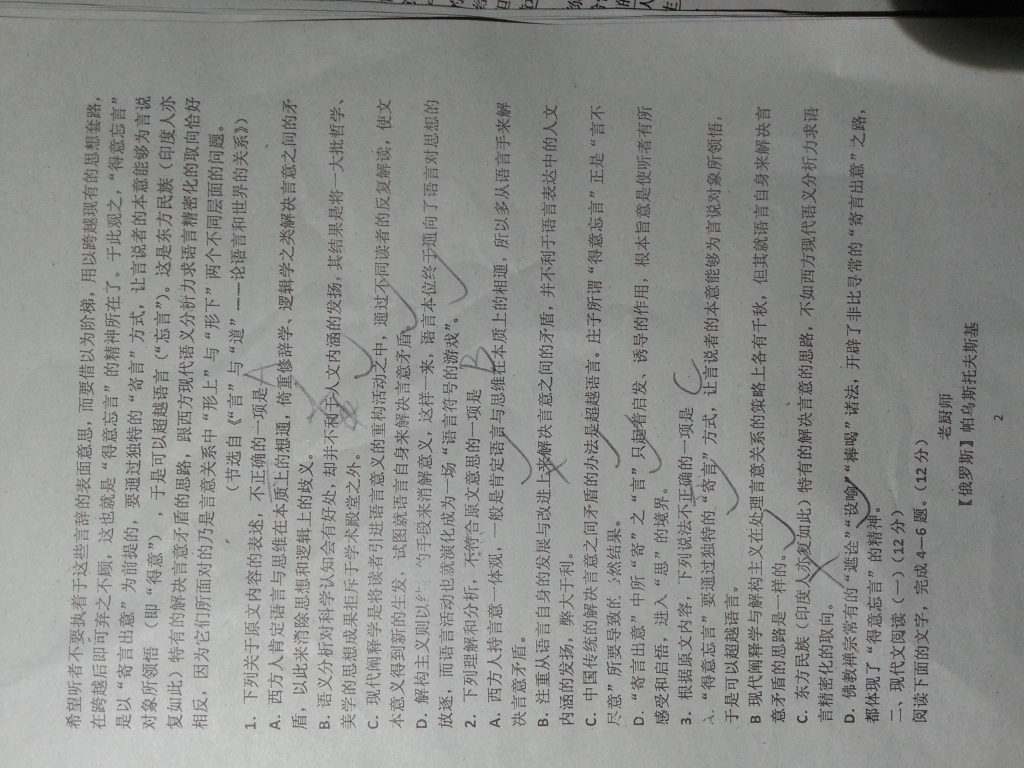 希望听者不要执着于这些言辞的表面意思，而要借以为阶梯，用以跨越现有的思想套路，
在跨越后即可弃之不顾，这也就是“得意忘言”的精神所在了。于此观之，“得意忘言”
是以“寄言出意”为前提的，要通过独特的“寄言”方式，让言说者的本意能够为言说
对象所领悟（即“得意”），于是可以超越语言（“忘言”）。这是东方民族（印度人亦
复如此）特有的解决言意矛盾的思路，跟西方现代语义分析力求语言精密化的取向恰好
相反，因为它们所面对的乃是言意关系中“形上”与“形下”两个不同层面的问题。
（节选自《“言”与“道”——论语言和世界的关系》）
1. 下列关于原文内容的表述，不正确的一项是 A
A. 西方人肯定语言与思维在本质上的想通，倚重修辞学、逻辑学之类解决言意之间的矛
盾，以此来消除思想和逻辑上的歧义。
B. 语义分析对和科学认知会有好处，却并不利于人文内涵的发扬，其结果是将一大批哲学、
美学的思想成果拒斥于学术殿堂之外。
C. 现代阐释学是将读者引进语言意义的重构活动之中，通过不同读者的反复解读，使文
本意义得到新的生发，试图就语言自身来解决言意矛盾。
D. 解构主义则以 的手段来消解意义，这样一来，语言本位终于通向了语言对思想的
放逐，而语言活动也就演化成为一场“语言符号的游戏”。
2. 下列理解和分析，不符合原文意思的一项是 B
A. 西方人持言意一体观，一般是肯定语言与思维在本质上的相通，所以多从语言手来解
决言意矛盾。
B. 注重从语言自身的发展与改进上来解决言意之间的矛盾，并不利于语言表达中的人文
内涵的发扬，弊大于利。
C. 中国传统的解决言意之间矛盾的办法是超越语言。庄子所谓“得意忘言”正是“言不
尽意”所要导致的 然结果。
D. “寄言出意”中所“寄”之“言”只起着启发、诱导的作用，根本旨意是使听者有所
感受和启悟，进入“思”的境界。
3. 根据原文内容，下列说法不正确的一项是 C
“得意忘言”要通过独特的“寄言”方式，让言说者的本意能够为言说对象所领悟，
于是可以超越语言。
B 现代阐释学与解构主义在处理言意关系的策略上各有千秋，但其就语言自身来解决言
意矛盾的思路是一样的。
C. 东方民族（印度人亦复如此）特有的解决言意的思路，不如西方现代语义分析力求语
言精密化的取向。
D. 佛教禅宗常有的“遮诠”“设喻”“棒喝”诸法，开辟了非比寻常的“寄言出意”之路，
都体现了“得意忘言”的精神。
二、现代文阅读（一）(12 分)
阅读下面的文字，完成 4—6 题。(12 分)
老厨师
【俄罗斯】帕乌斯托夫斯基
2